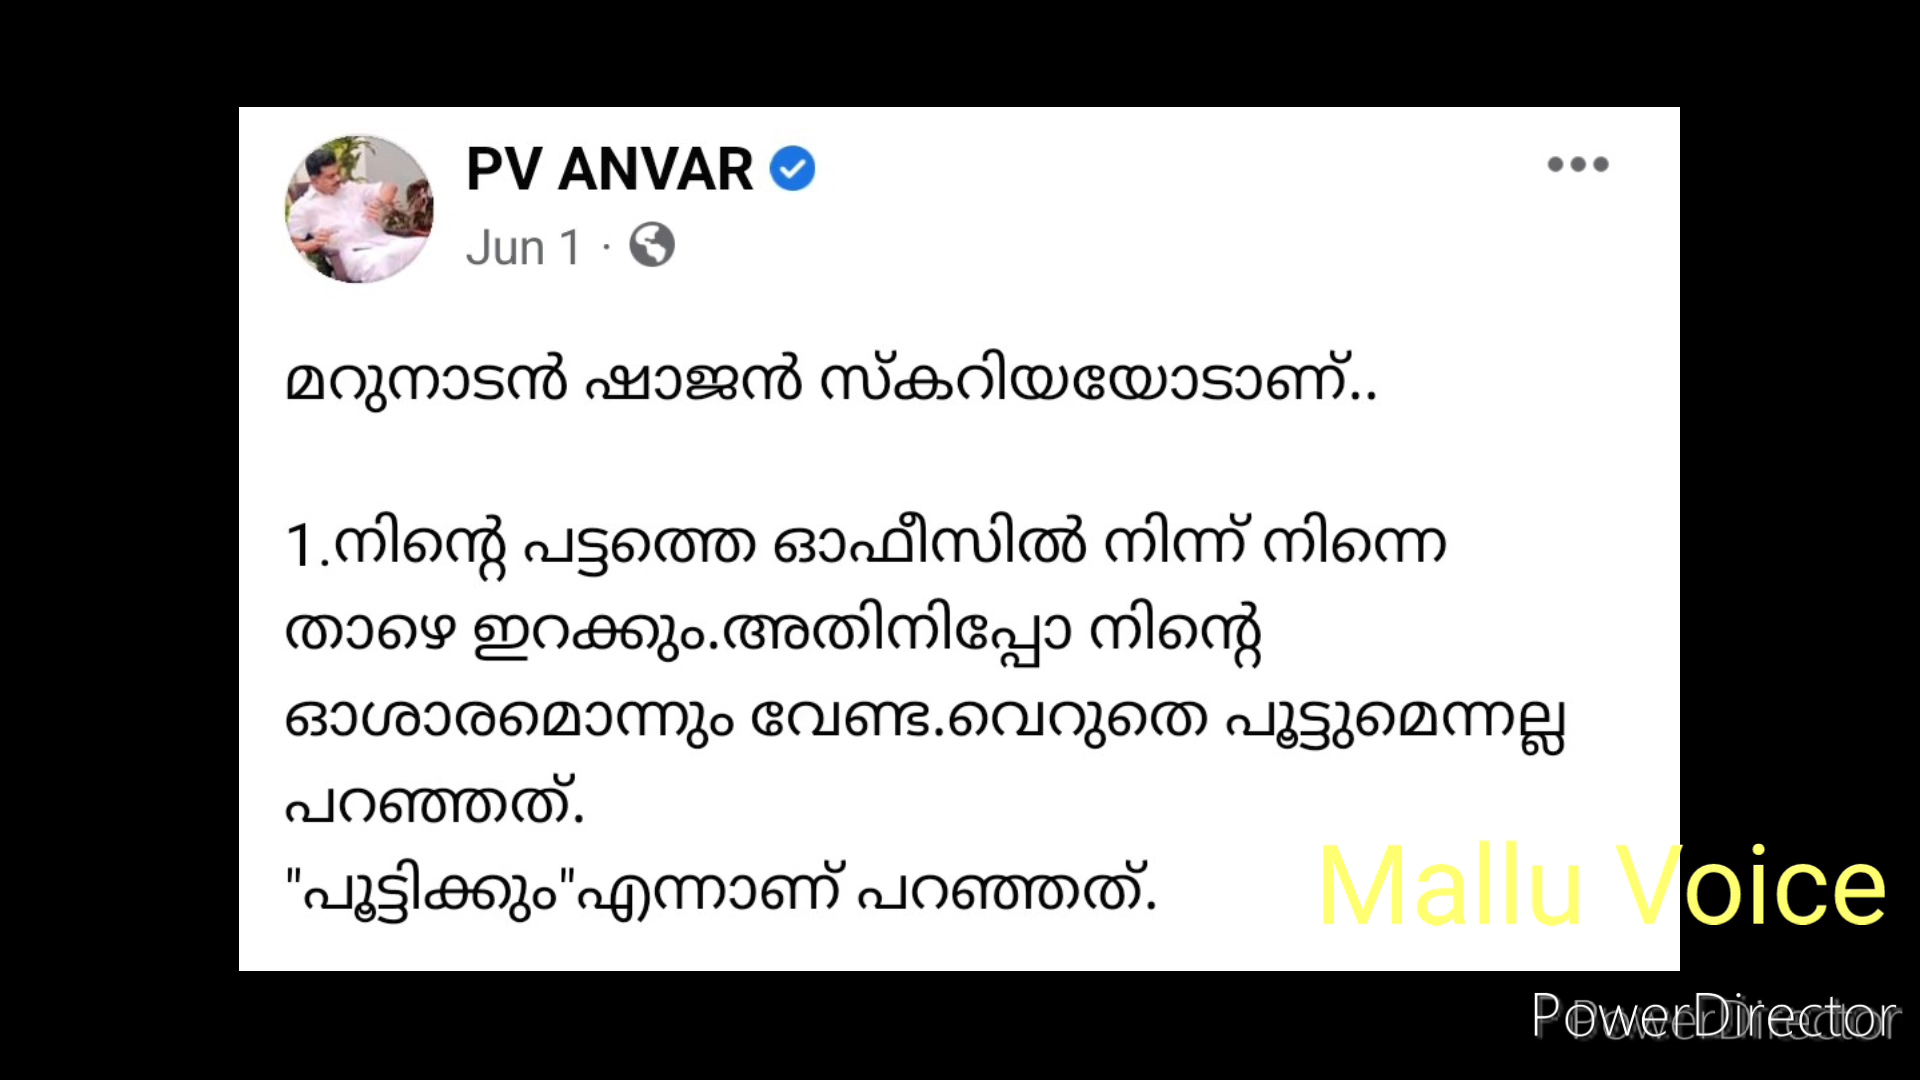 PV ANVAR
Jun 1 ·
മറുനാടൻ ഷാജൻ സ്കറിയയോടാണ്..
1.നിന്റെ പട്ടത്തെ ഓഫീസിൽ നിന്ന് നിന്നെ
താഴെ ഇറക്കും.അതിനിപ്പോ നിന്റെ
ഓശാരമൊന്നും വേണ്ട.വെറുതെ പൂട്ടുമെന്നല്ല
പറഞ്ഞത്.
"പൂട്ടിക്കും"എന്നാണ് പറഞ്ഞത്.
Mallu Voice
PowerDirector